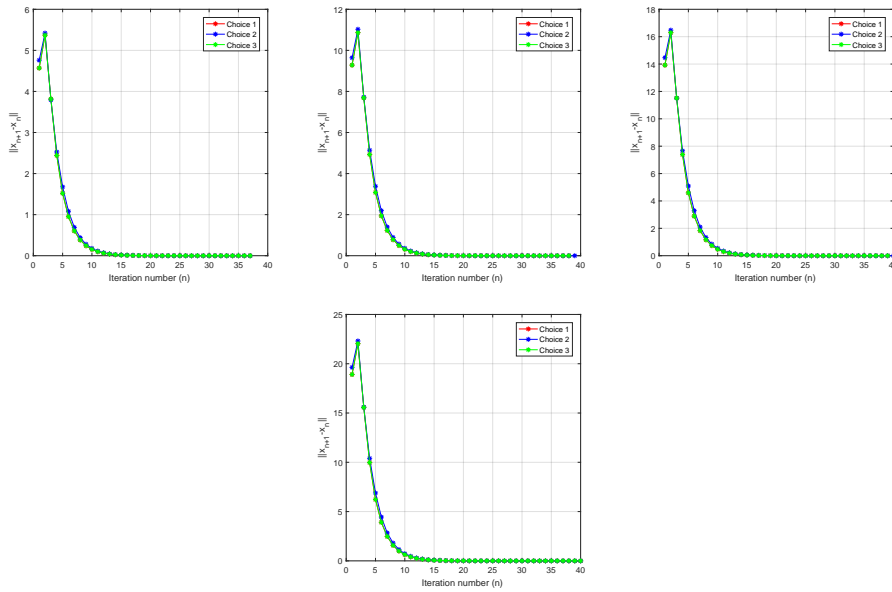 6
5
4
3
2
1
0
0 5 10 15 20 25 30 35 40
Iteration number (n)
||x_{n+1}-x_n||
Choice 1
Choice 2
Choice 3
12
10
8
6
4
2
0
0 5 10 15 20 25 30 35 40
Iteration number (n)
||x_{n+1}-x_n||
Choice 1
Choice 2
Choice 3
18
16
14
12
10
8
6
4
2
0
0 5 10 15 20 25 30 35 40
Iteration number (n)
||x_{n+1}-x_n||
Choice 1
Choice 2
Choice 3
25
20
15
10
5
0
0 5 10 15 20 25 30 35 40
Iteration number (n)
||x_{n+1}-x_n||
Choice 1
Choice 2
Choice 3